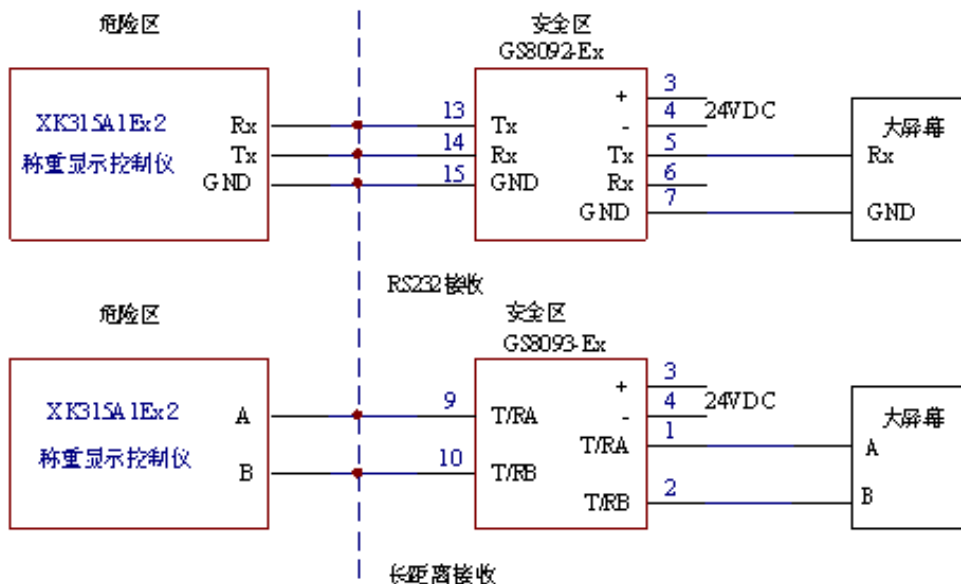 危险区
安全区
GS8092-Ex
XK315A1Ex2
称重显示控制仪
Rx
Tx
GND
13
14
15
Tx
Rx
GND
+
-
Tx
Rx
GND
3
4
5
6
7
24VDC
大屏幕
Rx
GND
RS232接收
危险区
安全区
GS8093-Ex
XK315A1Ex2
称重显示控制仪
A
B
9
10
T/RA
T/RB
+
-
T/RA
T/RB
3
4
1
2
24VDC
大屏幕
A
B
长距离接收